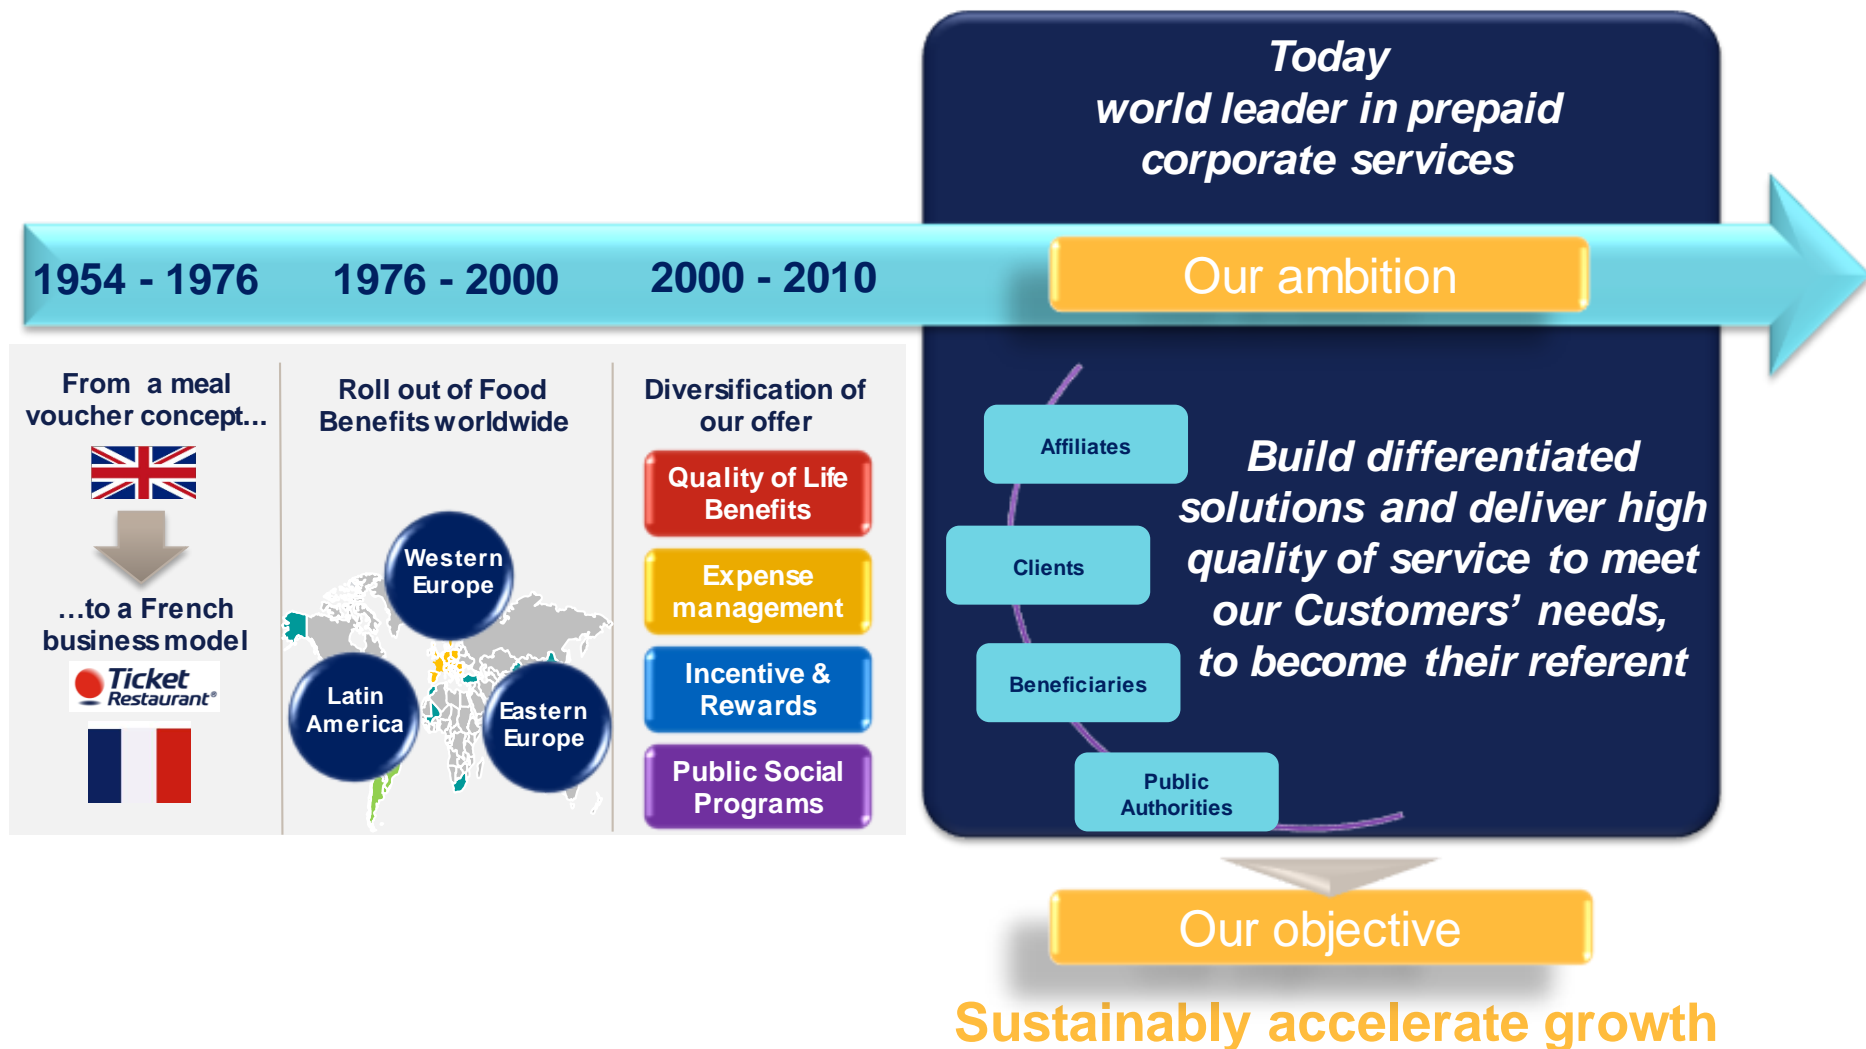 Today
world leader in prepaid
corporate services
1954 - 1976
1976 - 2000
2000 - 2010
Our ambition
From a meal
voucher concept...
...to a French
business model
Ticket
Restaurant®
Roll out of Food
Benefits worldwide
Western
Europe
Latin
America
Eastern
Europe
Diversification of
our offer
Quality of Life
Benefits
Expense
management
Incentive &
Rewards
Public Social
Programs
Affiliates
Clients
Beneficiaries
Public
Authorities
Build differentiated
solutions and deliver high
quality of service to meet
our Customers’ needs,
to become their referent
Our objective
Sustainably accelerate growth